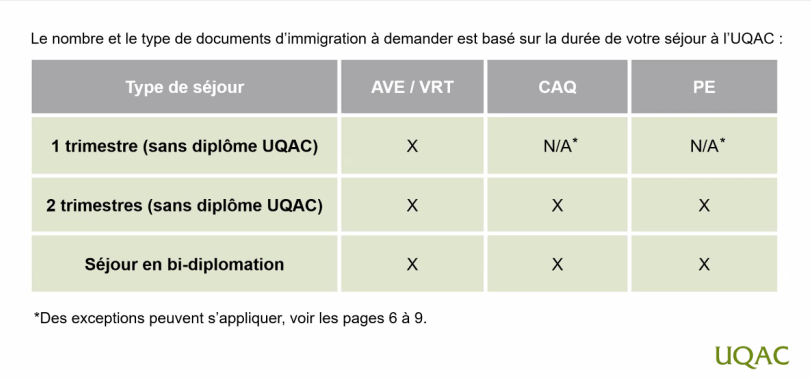 Le nombre et le type de documents d’immigration à demander est basé sur la durée de votre séjour à l’UQAC :
Type de séjour AVE / VRT CAQ PE
1 trimestre (sans diplôme UQAC) X N/A* N/A*
2 trimestres (sans diplôme UQAC) X X X
Séjour en bi-diplomation X X X
*Des exceptions peuvent s’appliquer, voir les pages 6 à 9.
UQAC